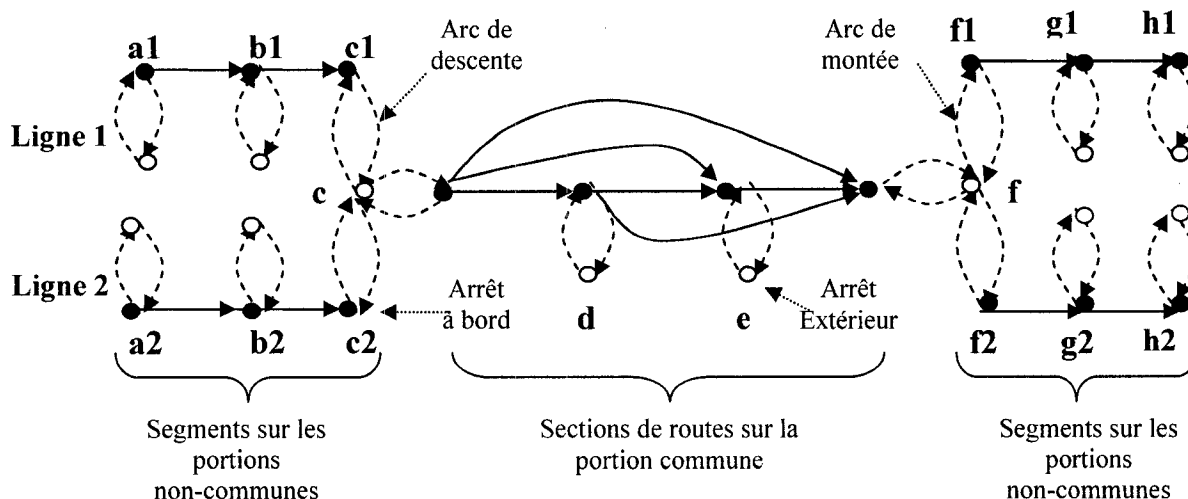 a1 b1 c1
Arc de
descente
Arc de
montée
f1 g1 h1
Ligne 1
c
f
Ligne 2
a2 b2 c2
Arrêt
à bord
d
e
Arrêt
Extérieur
f2 g2 h2
Segments sur les
portions
non-communes
Sections de routes sur la
portion commune
Segments sur les
portions
non-communes